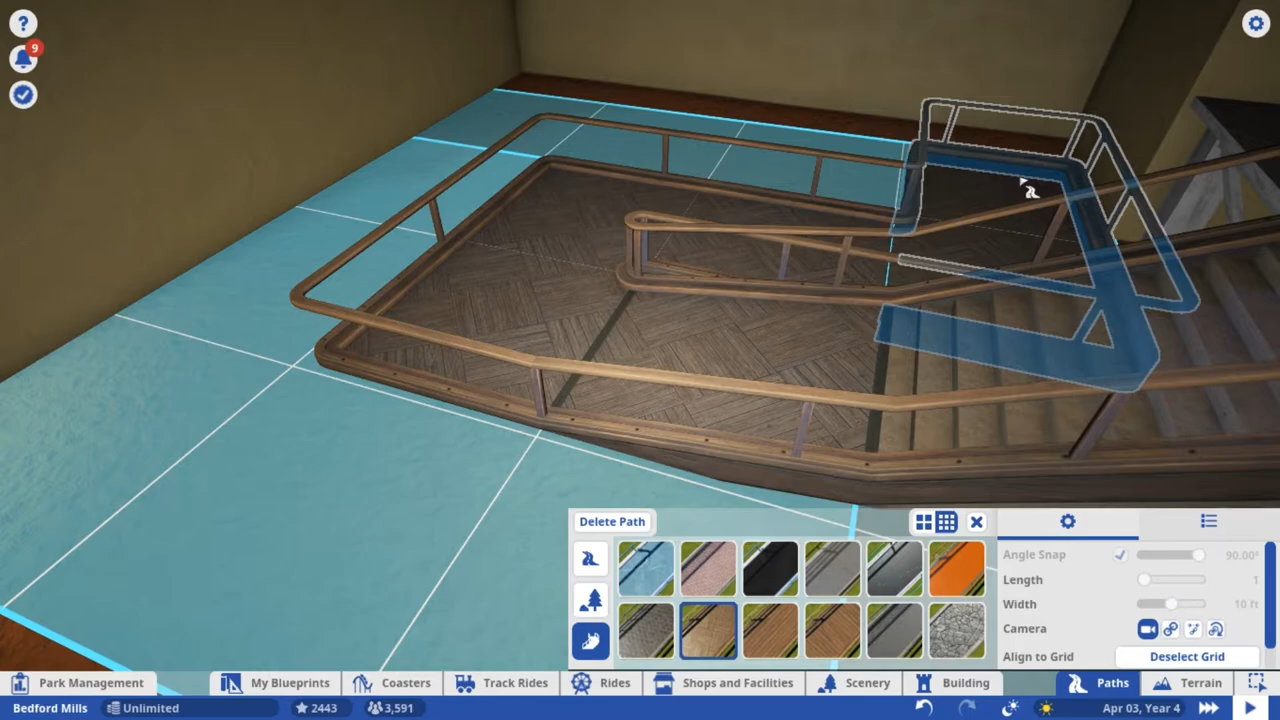 ?
9
Delete Path
Angle Snap 90.00°
Length 1
Width 10 ft
Camera
Align to Grid Deselect Grid
Park Management My Blueprints Coasters Track Rides Rides Shops and Facilities Scenery Building Paths Terrain
Bedford Mills Unlimited 2443 3,591 Apr 03, Year 4